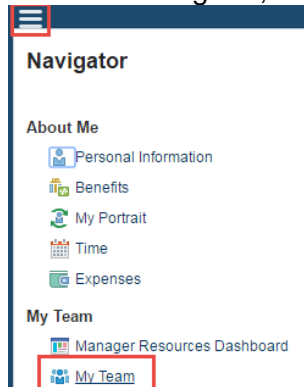 Navigator
About Me
Personal Information
Benefits
My Portrait
Time
Expenses
My Team
Manager Resources Dashboard
My Team